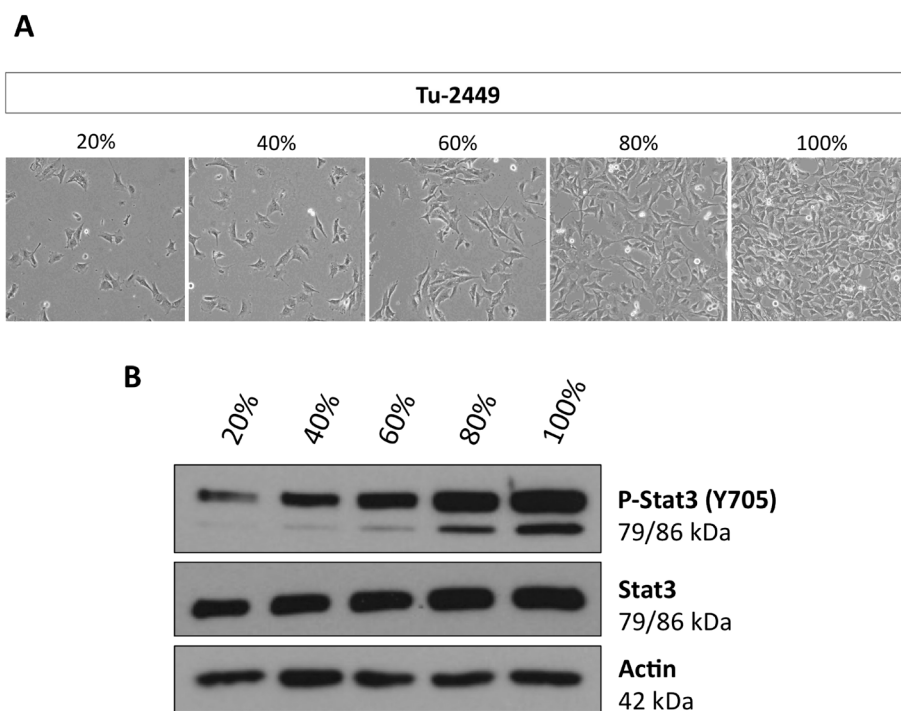 A
Tu-2449
20% 40% 60% 80% 100%
B
20% 40% 60% 80% 100%
P-Stat3 (Y705)
79/86 kDa
Stat3
79/86 kDa
Actin
42 kDa